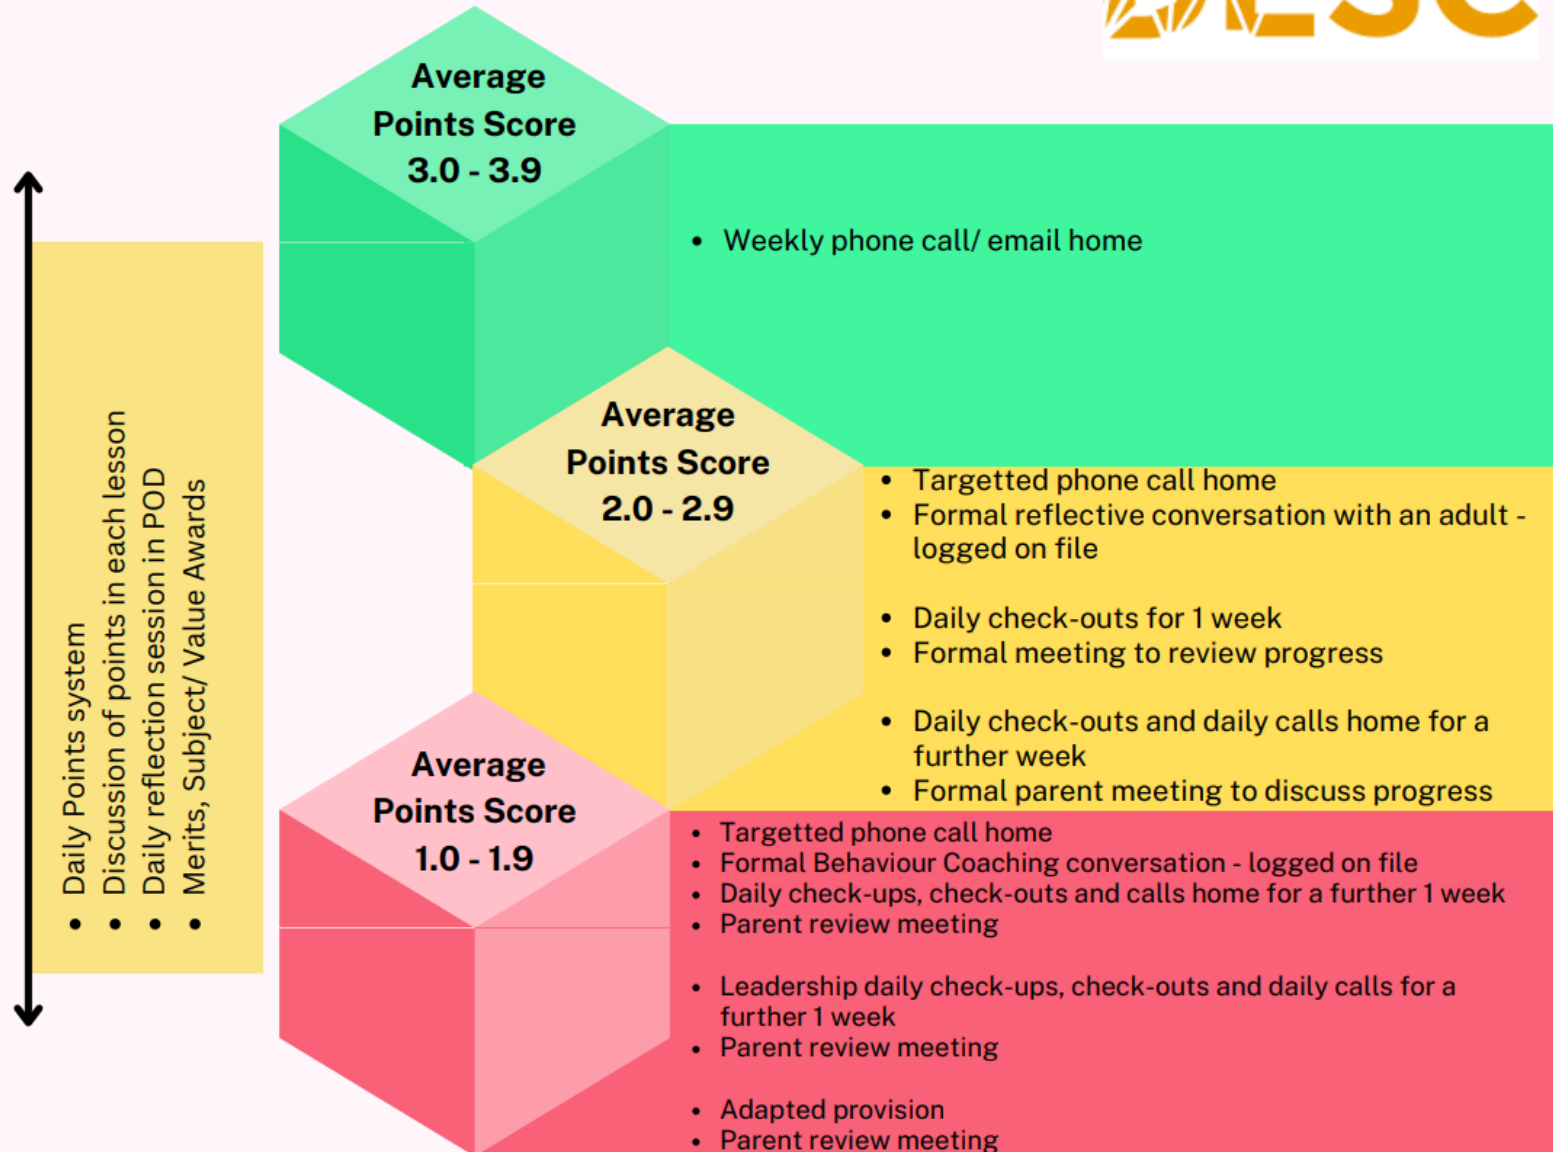 Average
Points Score
3.0 - 3.9
• Weekly phone call/ email home
Average
Points Score
2.0 - 2.9
• Targetted phone call home
• Formal reflective conversation with an adult -
logged on file
• Daily check-outs for 1 week
• Formal meeting to review progress
• Daily check-outs and daily calls home for a
further week
• Formal parent meeting to discuss progress
Average
Points Score
1.0 - 1.9
• Targetted phone call home
• Formal Behaviour Coaching conversation - logged on file
• Daily check-ups, check-outs and calls home for a further 1 week
• Parent review meeting
• Leadership daily check-ups, check-outs and daily calls for a
further 1 week
• Parent review meeting
• Adapted provision
• Parent review meeting
• Daily Points system
• Discussion of points in each lesson
• Daily reflection session in POD
• Merits, Subject/ Value Awards